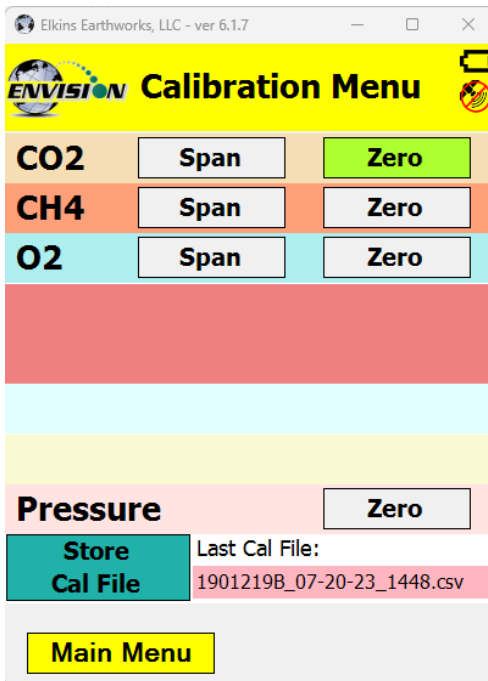 Elkins Earthworks, LLC - ver 6.1.7
ENVISION Calibration Menu
CO2 Span Zero
CH4 Span Zero
O2 Span Zero
Pressure Zero
Store Last Cal File:
Cal File 1901219B_07-20-23_1448.csv
Main Menu